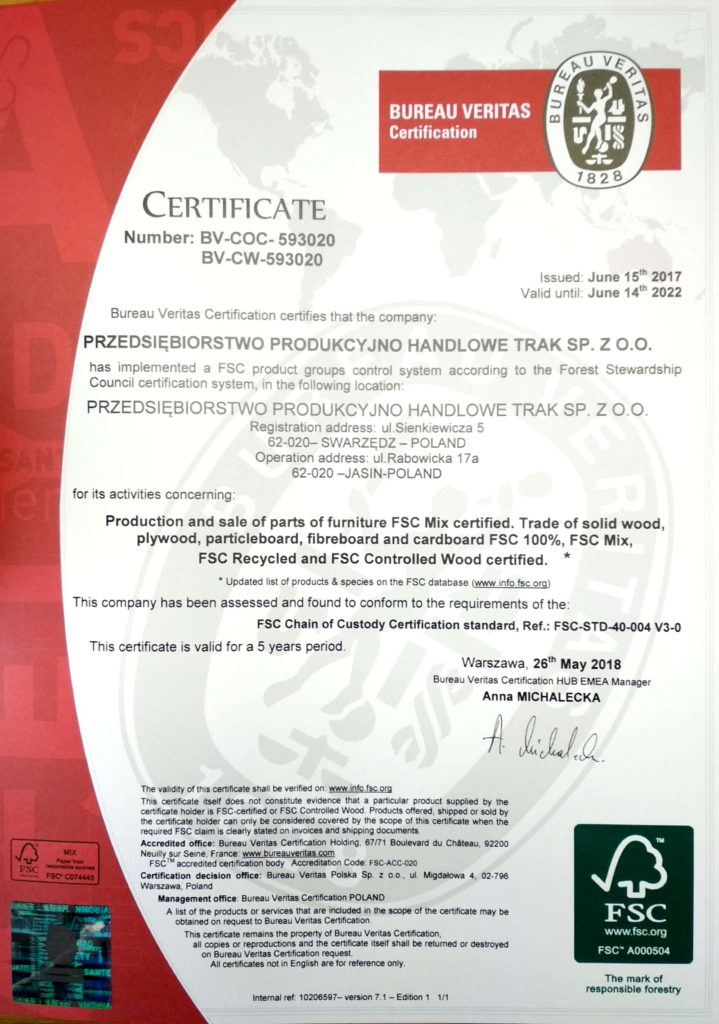 BUREAU VERITAS
Certification
BUREAU VERITAS
1828
CERTIFICATE
Number: BV-COC- 593020
BV-CW-593020
Issued: June 15th 2017
Valid until: June 14th 2022
Bureau Veritas Certification certifies that the company:
PRZEDSIĘBIORSTWO PRODUKCYJNO HANDLOWE TRAK SP. Z O.O.
has implemented a FSC product groups control system according to the Forest Stewardship
Council certification system, in the following location:
PRZEDSIĘBIORSTWO PRODUKCYJNO HANDLOWE TRAK SP. Z O.O.
Registration address: ul.Sienkiewicza 5
62-020– SWARZĘDZ – POLAND
Operation address: ul.Rabowicka 17a
62-020 –JASIN-POLAND
for its activities concerning:
Production and sale of parts of furniture FSC Mix certified. Trade of solid wood,
plywood, particleboard, fibreboard and cardboard FSC 100%, FSC Mix,
FSC Recycled and FSC Controlled Wood certified. *
* Updated list of products & species on the FSC database (www.info.fsc.org)
This company has been assessed and found to conform to the requirements of the:
FSC Chain of Custody Certification standard, Ref.: FSC-STD-40-004 V3-0
This certificate is valid for a 5 years period.
Warszawa, 26th May 2018
Bureau Veritas Certification HUB EMEA Manager
Anna MICHALECKA
The validity of this certificate shall be verified on: www.info.fsc.org
This certificate itself does not constitute evidence that a particular product supplied by the
certificate holder is FSC-certified or FSC Controlled Wood. Products offered, shipped or sold by
the certificate holder can only be considered covered by the scope of this certificate when the
required FSC claim is clearly stated on invoices and shipping documents
Accredited office: Bureau Veritas Certification Holding, 67/71 Boulevard du Château, 92200
Neuilly sur Seine, France: www.bureauveritas.com
FSC™ accredited certification body Accreditation Code: FSC-ACC-020
Certification decision office: Bureau Veritas Polska Sp. z o.o., ul. Migdałowa 4, 02-796
Warszawa, Poland
Management office: Bureau Veritas Certification POLAND
A list of the products or services that are included in the scope of the certificate may be
obtained on request to Bureau Veritas Certification.
This certificate remains the property of Bureau Veritas Certification,
all copies or reproductions and the certificate itself shall be returned or destroyed
on Bureau Veritas Certification request.
All certificates not in English are for reference only.
Internal ref: 10206597– version 7.1 – Edition 1 1/1
MIX
Paper from
responsible sources
FSC
FSC® C074440
FSC
www.fsc.org
FSC™ A000504
The mark of
responsible forestry